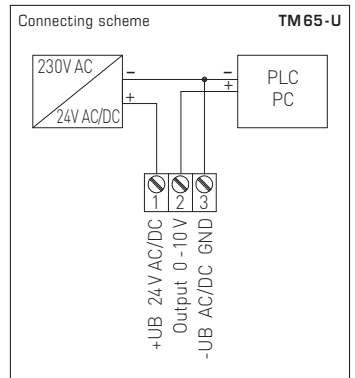 Connecting scheme TM65-U
230V AC
24V AC/DC
-
+
-
+
PLC
PC
1 2 3
+UB 24V AC/DC
Output 0-10V
-UB AC/DC GND